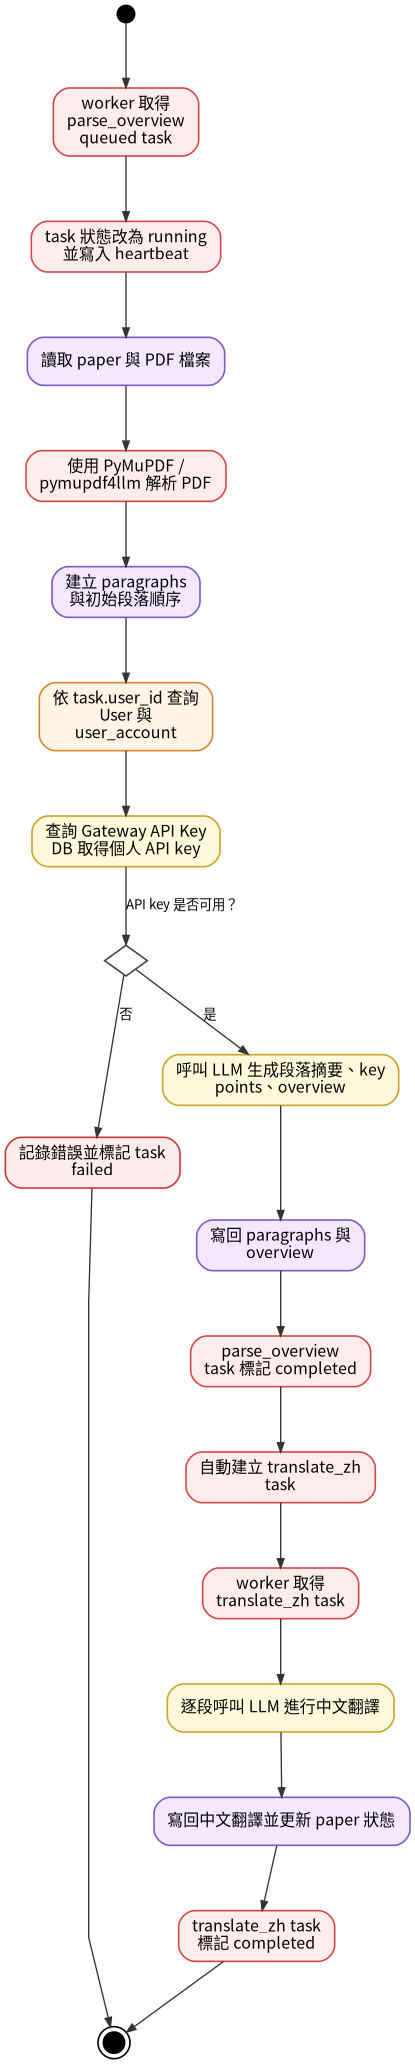 worker 取得
parse_overview
queued task
task 狀態改為 running
並寫入 heartbeat
讀取 paper 與 PDF 檔案
使用 PyMuPDF /
pymupdf4llm 解析 PDF
建立 paragraphs
與初始段落順序
依 task.user_id 查詢
User 與
user_account
查詢 Gateway API Key
DB 取得個人 API key
API key 是否可用？
否
是
呼叫 LLM 生成段落摘要、key
points、overview
記錄錯誤並標記 task
failed
寫回 paragraphs 與
overview
parse_overview
task 標記 completed
自動建立 translate_zh
task
worker 取得
translate_zh task
逐段呼叫 LLM 進行中文翻譯
寫回中文翻譯並更新 paper 狀態
translate_zh task
標記 completed